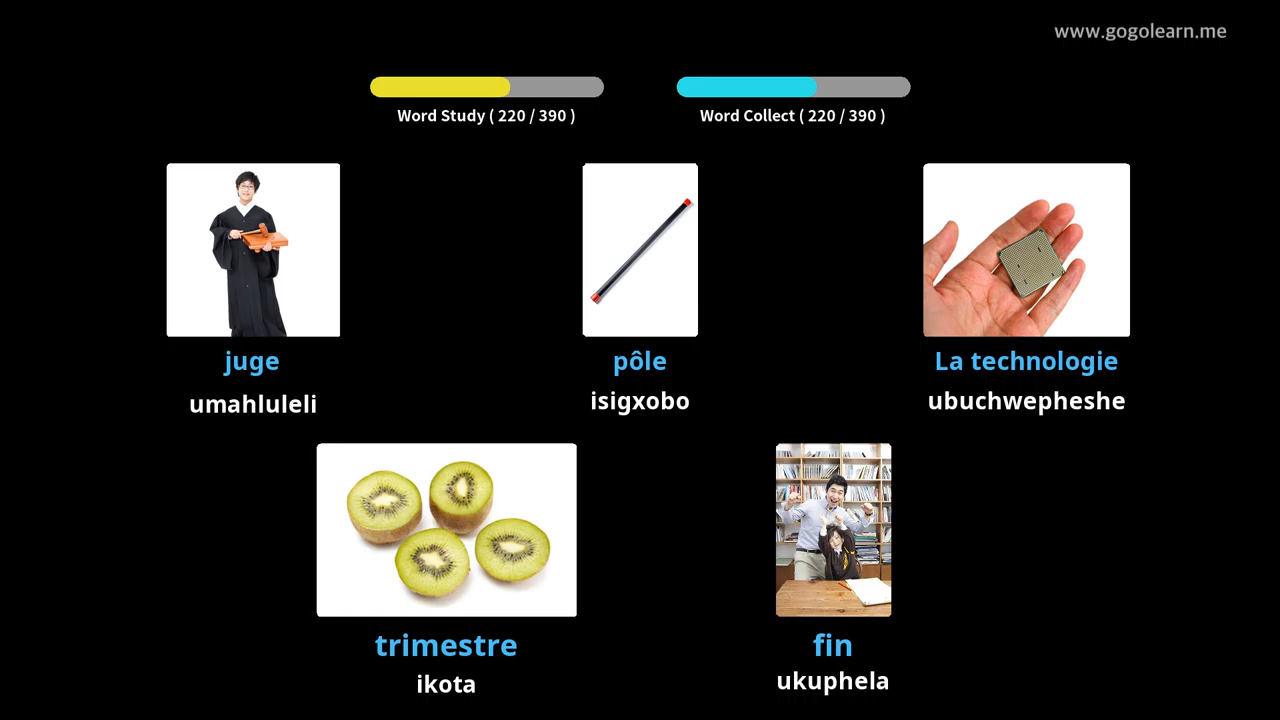 www.gogolearn.me
Word Study ( 220 / 390 )
Word Collect ( 220 / 390 )
juge
umahluleli
pôle
isigxobo
La technologie
ubuchwepheshe
trimestre
ikota
fin
ukuphela